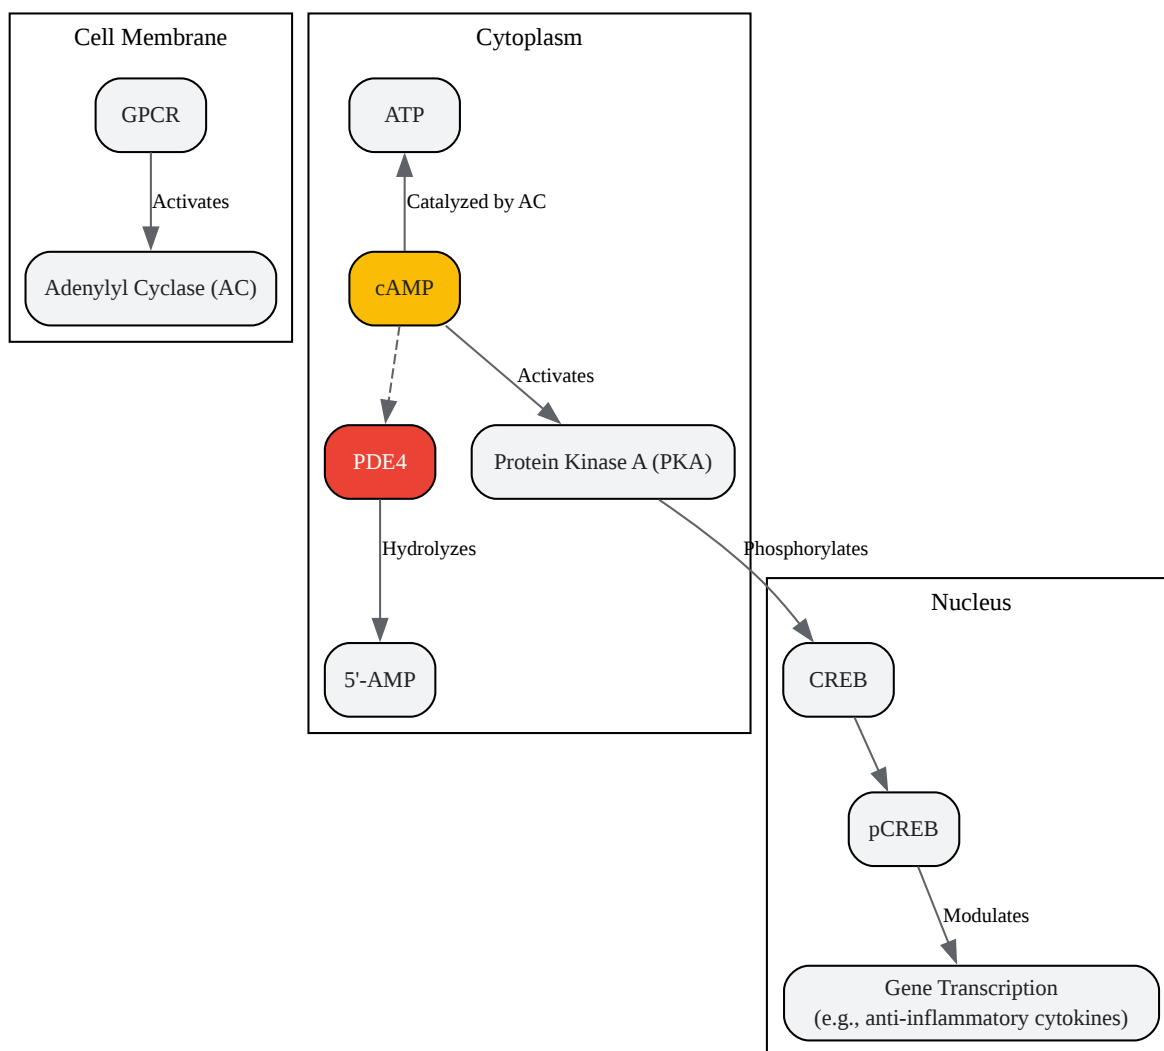 Cell Membrane
GPCR
Activates
Adenylyl Cyclase (AC)
Cytoplasm
ATP
Catalyzed by AC
cAMP
Activates
PDE4
Protein Kinase A (PKA)
Hydrolyzes
Phosphorylates
5'-AMP
Nucleus
CREB
pCREB
Modulates
Gene Transcription
(e.g., anti-inflammatory cytokines)